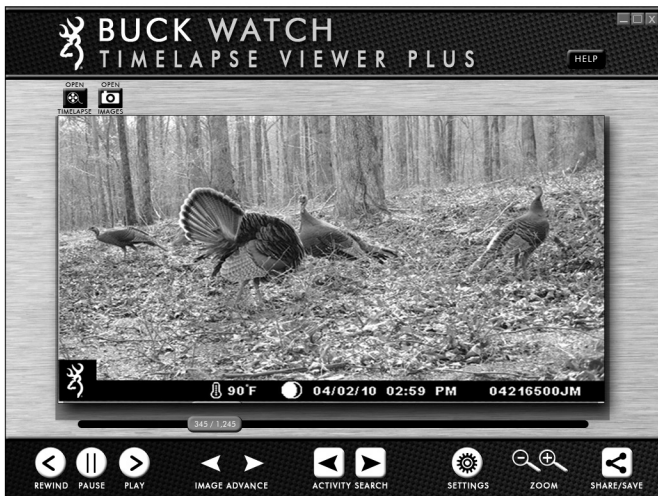 BUCK WATCH
TIMELAPSE VIEWER PLUS
HELP
OPEN OPEN
TIMELAPSE IMAGES
90°F 04/02/10 02:59 PM 04216500JM
345 / 1,245
REWIND PAUSE PLAY IMAGE ADVANCE ACTIVITY SEARCH SETTINGS ZOOM SHARE/SAVE